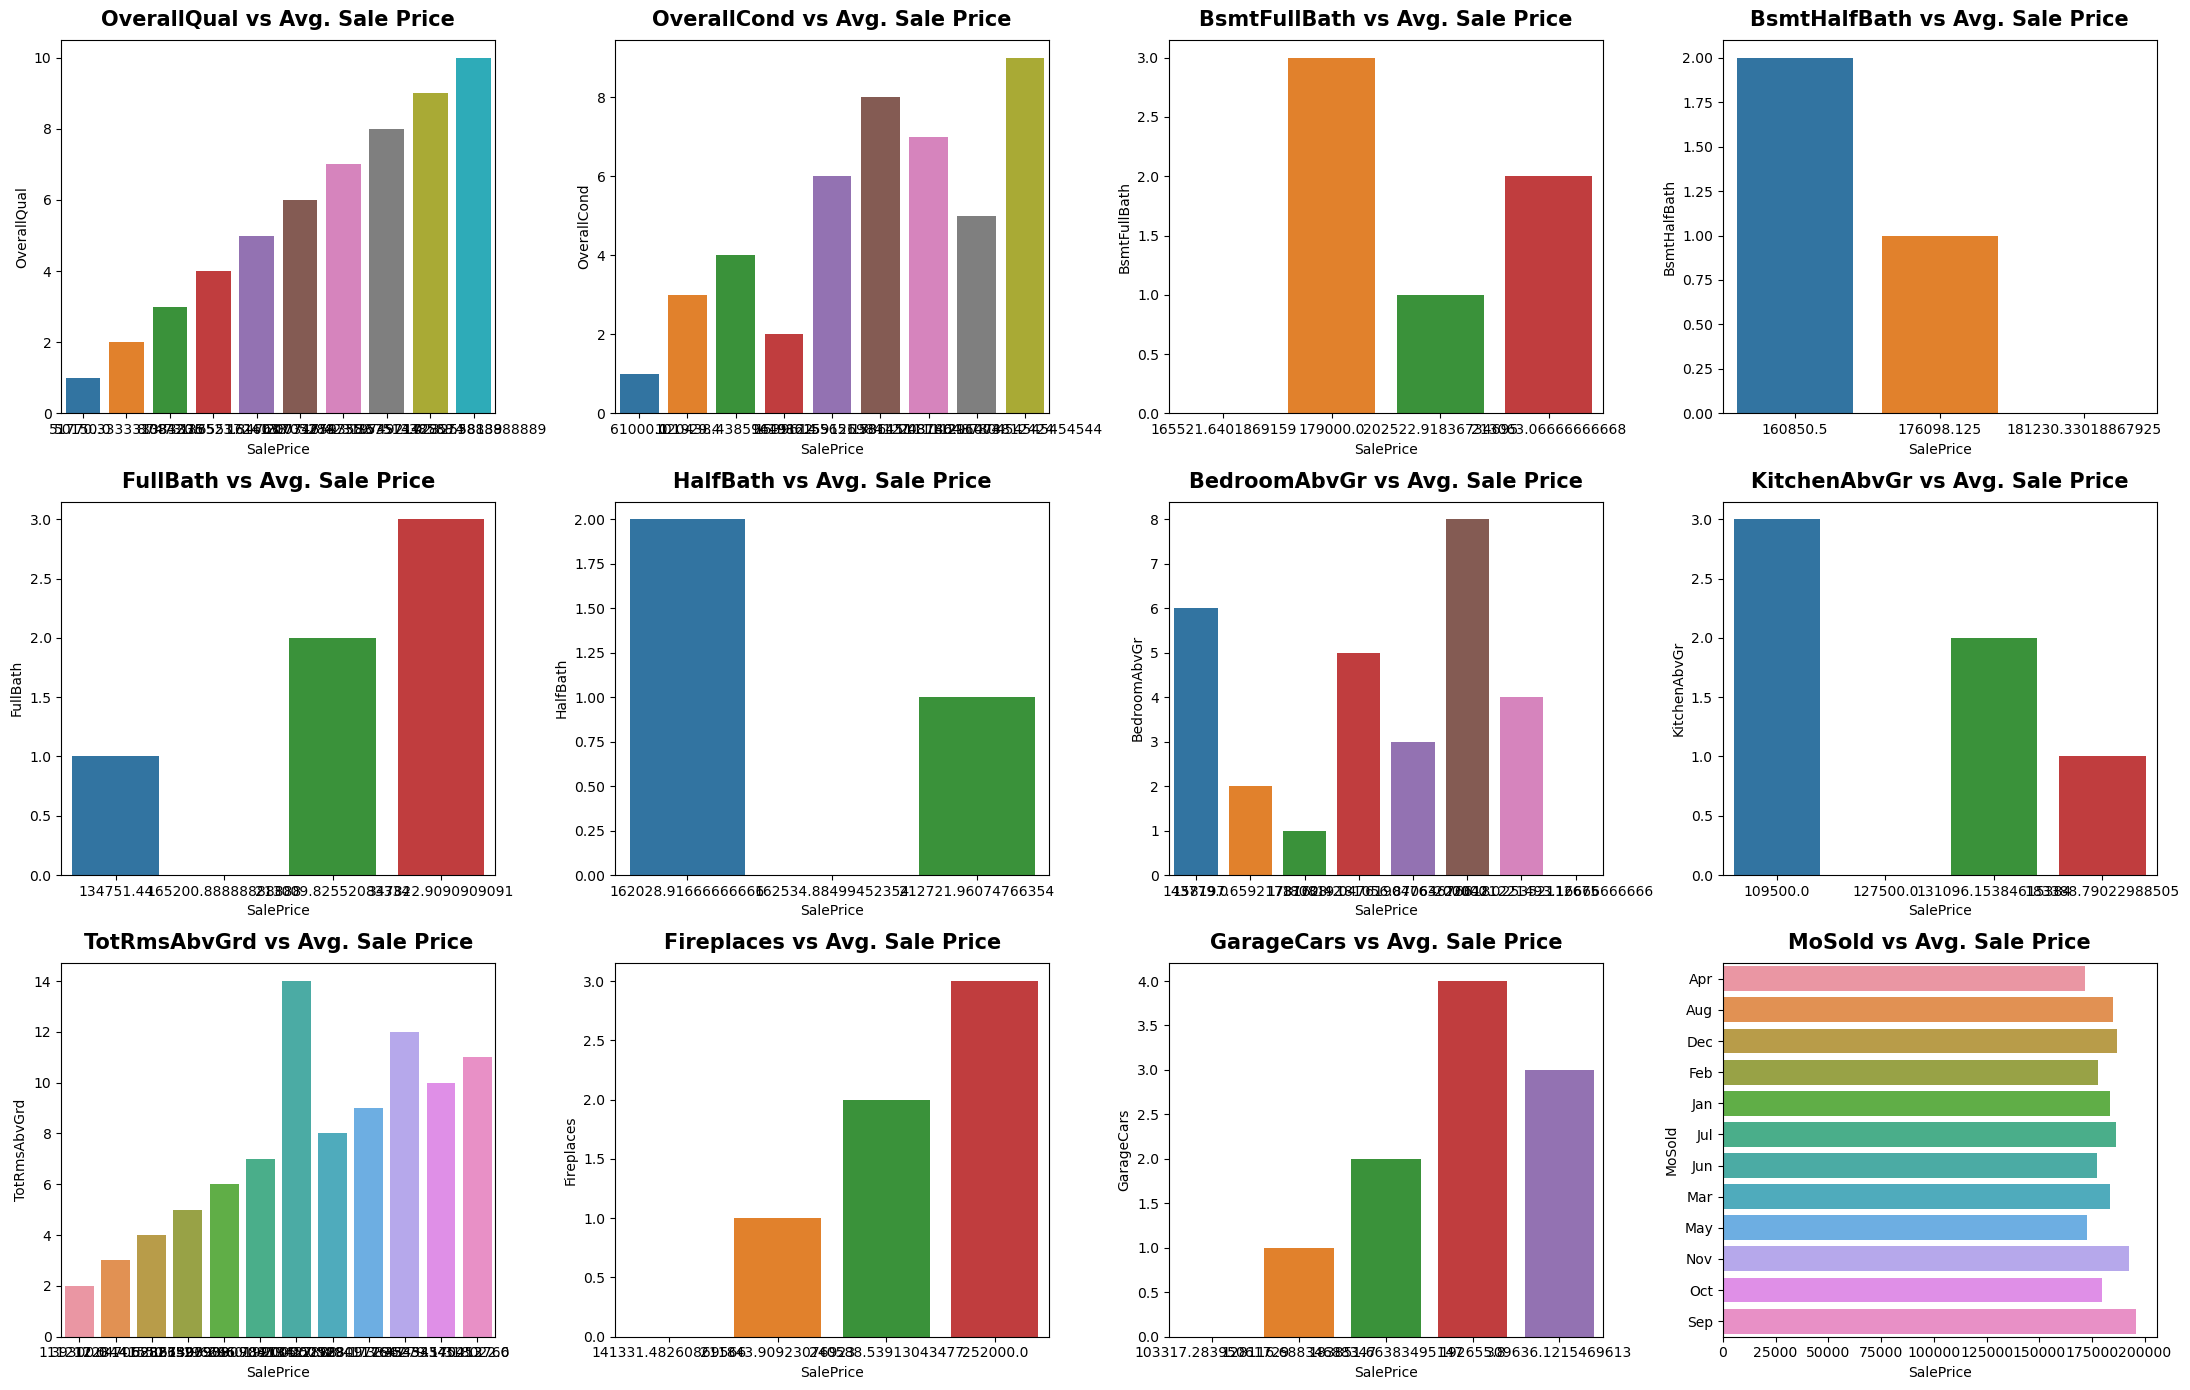 OverallQual vs Avg. Sale Price
10
8
6
4
2
0
OverallQual
SalePrice
OverallCond vs Avg. Sale Price
8
6
4
2
0
OverallCond
SalePrice
BsmtFullBath vs Avg. Sale Price
3.0
2.5
2.0
1.5
1.0
0.5
0.0
BsmtFullBath
165521.6401869159
179000.0
SalePrice
BsmtHalfBath vs Avg. Sale Price
2.00
1.75
1.50
1.25
1.00
0.75
0.50
0.25
0.00
BsmtHalfBath
160850.5
176098.125
181230.33018867925
SalePrice
FullBath vs Avg. Sale Price
3.0
2.5
2.0
1.5
1.0
0.5
0.0
FullBath
134751.44
SalePrice
HalfBath vs Avg. Sale Price
2.00
1.75
1.50
1.25
1.00
0.75
0.50
0.25
0.00
HalfBath
SalePrice
BedroomAbvGr vs Avg. Sale Price
8
7
6
5
4
3
2
1
0
BedroomAbvGr
SalePrice
KitchenAbvGr vs Avg. Sale Price
3.0
2.5
2.0
1.5
1.0
0.5
0.0
KitchenAbvGr
109500.0
127500.0
SalePrice
TotRmsAbvGrd vs Avg. Sale Price
14
12
10
8
6
4
2
0
TotRmsAbvGrd
SalePrice
Fireplaces vs Avg. Sale Price
3.0
2.5
2.0
1.5
1.0
0.5
0.0
Fireplaces
252000.0
SalePrice
GarageCars vs Avg. Sale Price
4.0
3.5
3.0
2.5
2.0
1.5
1.0
0.5
0.0
GarageCars
SalePrice
MoSold vs Avg. Sale Price
Apr
Aug
Dec
Feb
Jan
Jul
Jun
Mar
May
Nov
Oct
Sep
MoSold
0 25000 50000 75000 100000 125000 150000 175000 200000
SalePrice